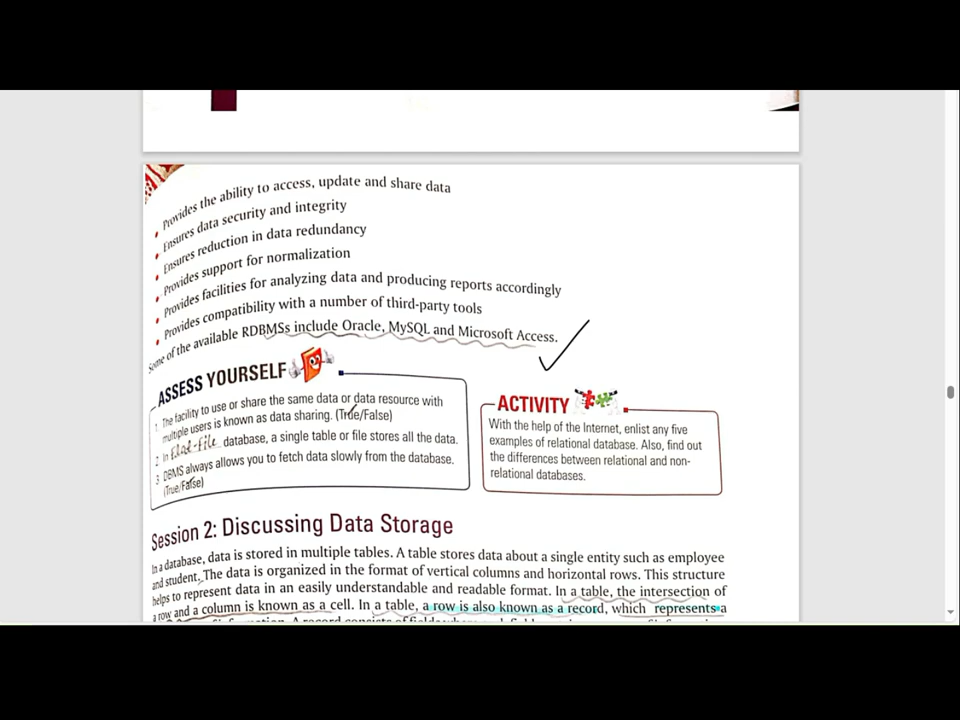 • Provides the ability to access, update and share data
• Ensures data security and integrity
• Ensures reduction in data redundancy
• Provides support for normalization
• Provides facilities for analyzing data and producing reports accordingly
• Provides compatibility with a number of third-party tools
Some of the available RDBMSs include Oracle, MySQL and Microsoft Access.
ASSESS YOURSELF
1. The facility to use or share the same data or data resource with
multiple users is known as data sharing. (True/False)
2. In flat-file database, a single table or file stores all the data.
3. DBMS always allows you to fetch data slowly from the database.
(True/False)
ACTIVITY
With the help of the Internet, enlist any five
examples of relational database. Also, find out
the differences between relational and non-
relational databases.
Session 2: Discussing Data Storage
In a database, data is stored in multiple tables. A table stores data about a single entity such as employee
and student. The data is organized in the format of vertical columns and horizontal rows. This structure
helps to represent data in an easily understandable and readable format. In a table, the intersection of
a row and a column is known as a cell. In a table, a row is also known as a record, which represents a